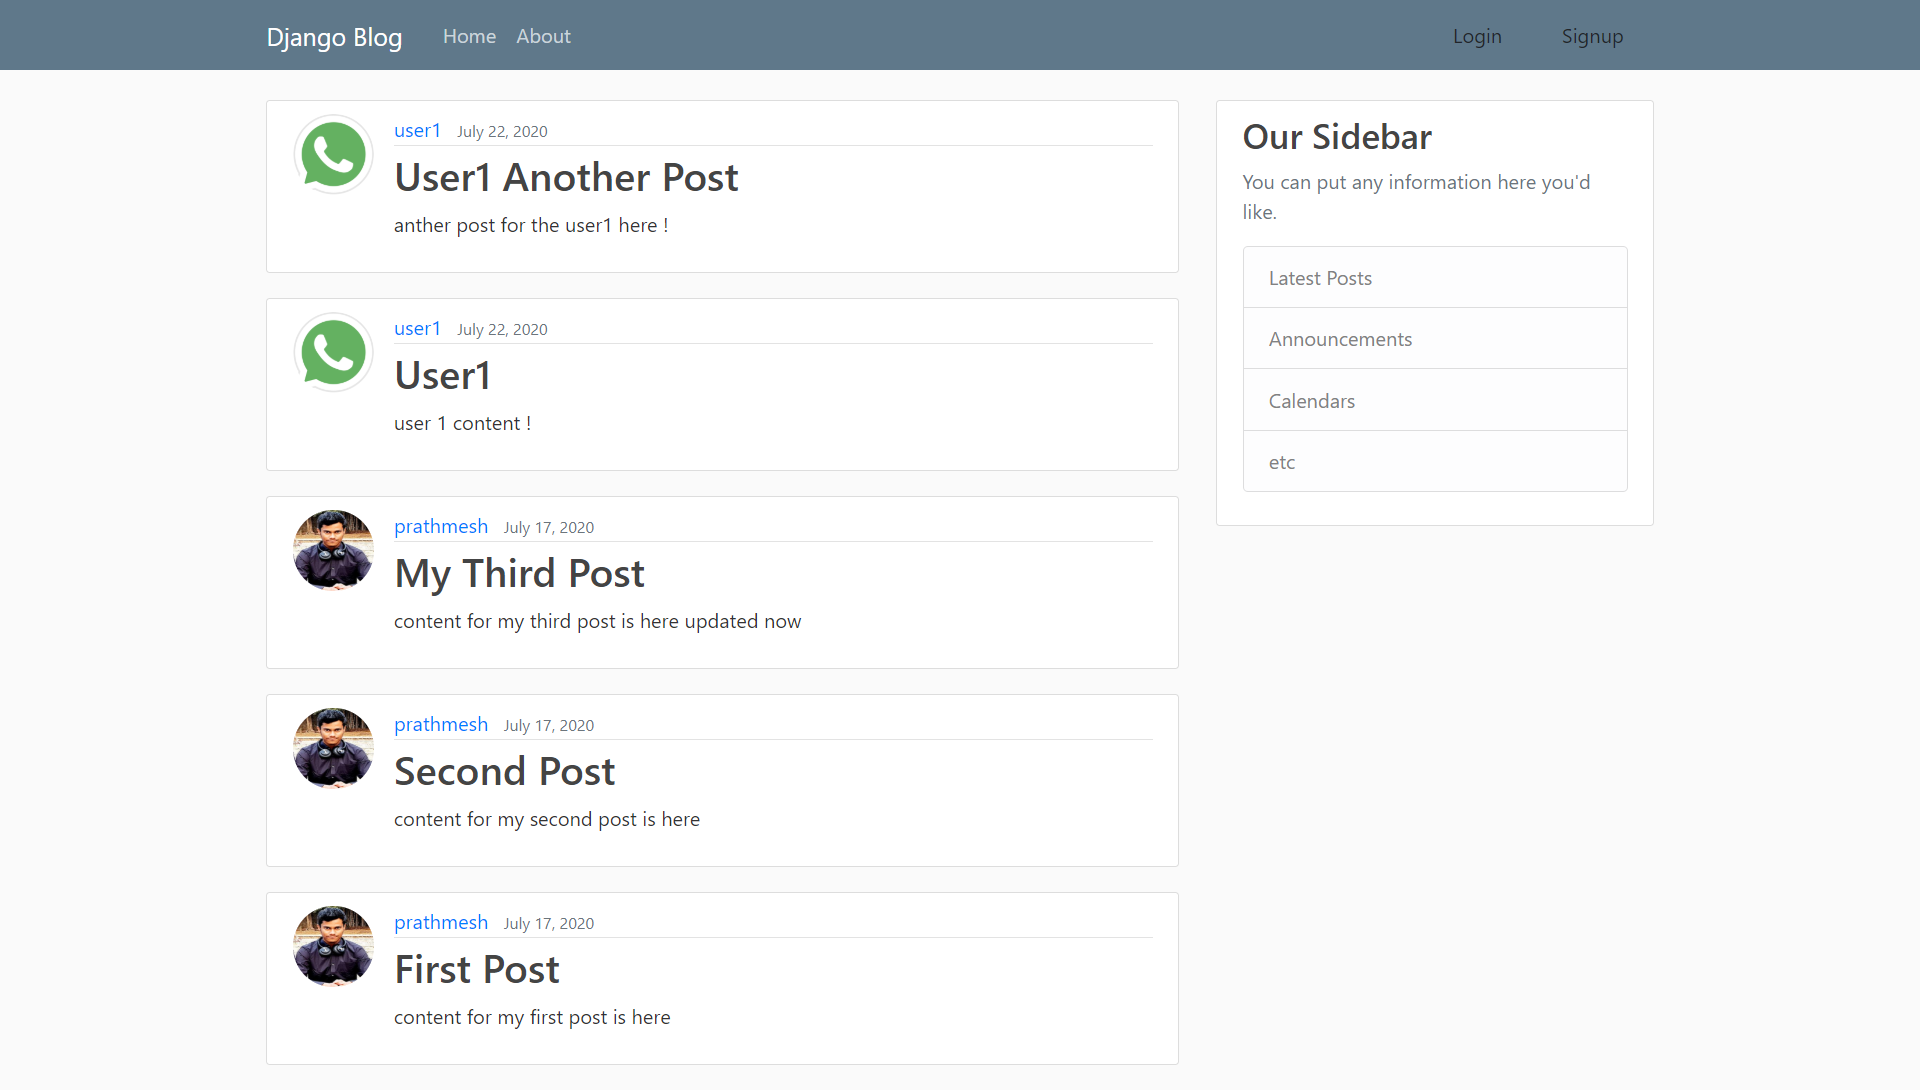 Django Blog Home About Login Signup
user1 July 22, 2020
User1 Another Post
anther post for the user1 here !
user1 July 22, 2020
User1
user 1 content !
prathmesh July 17, 2020
My Third Post
content for my third post is here updated now
prathmesh July 17, 2020
Second Post
content for my second post is here
prathmesh July 17, 2020
First Post
content for my first post is here
Our Sidebar
You can put any information here you'd
like.
Latest Posts
Announcements
Calendars
etc